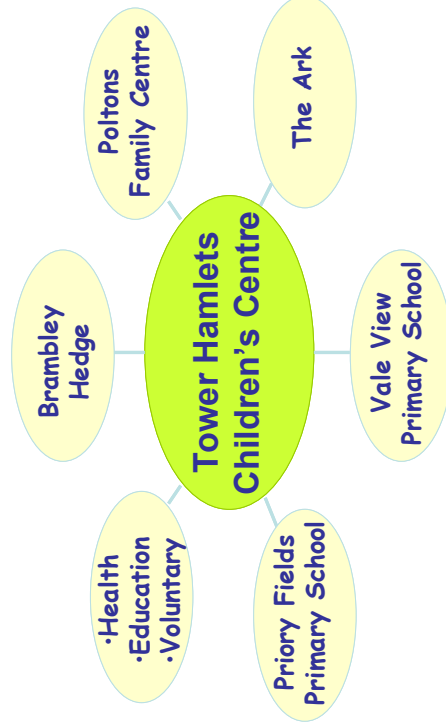 Brambley
Hedge
•Health
•Education
•Voluntary
Poltons
Family Centre
Tower Hamlets
Children's Centre
Priory Fields
Primary School
Vale View
Primary School
The Ark